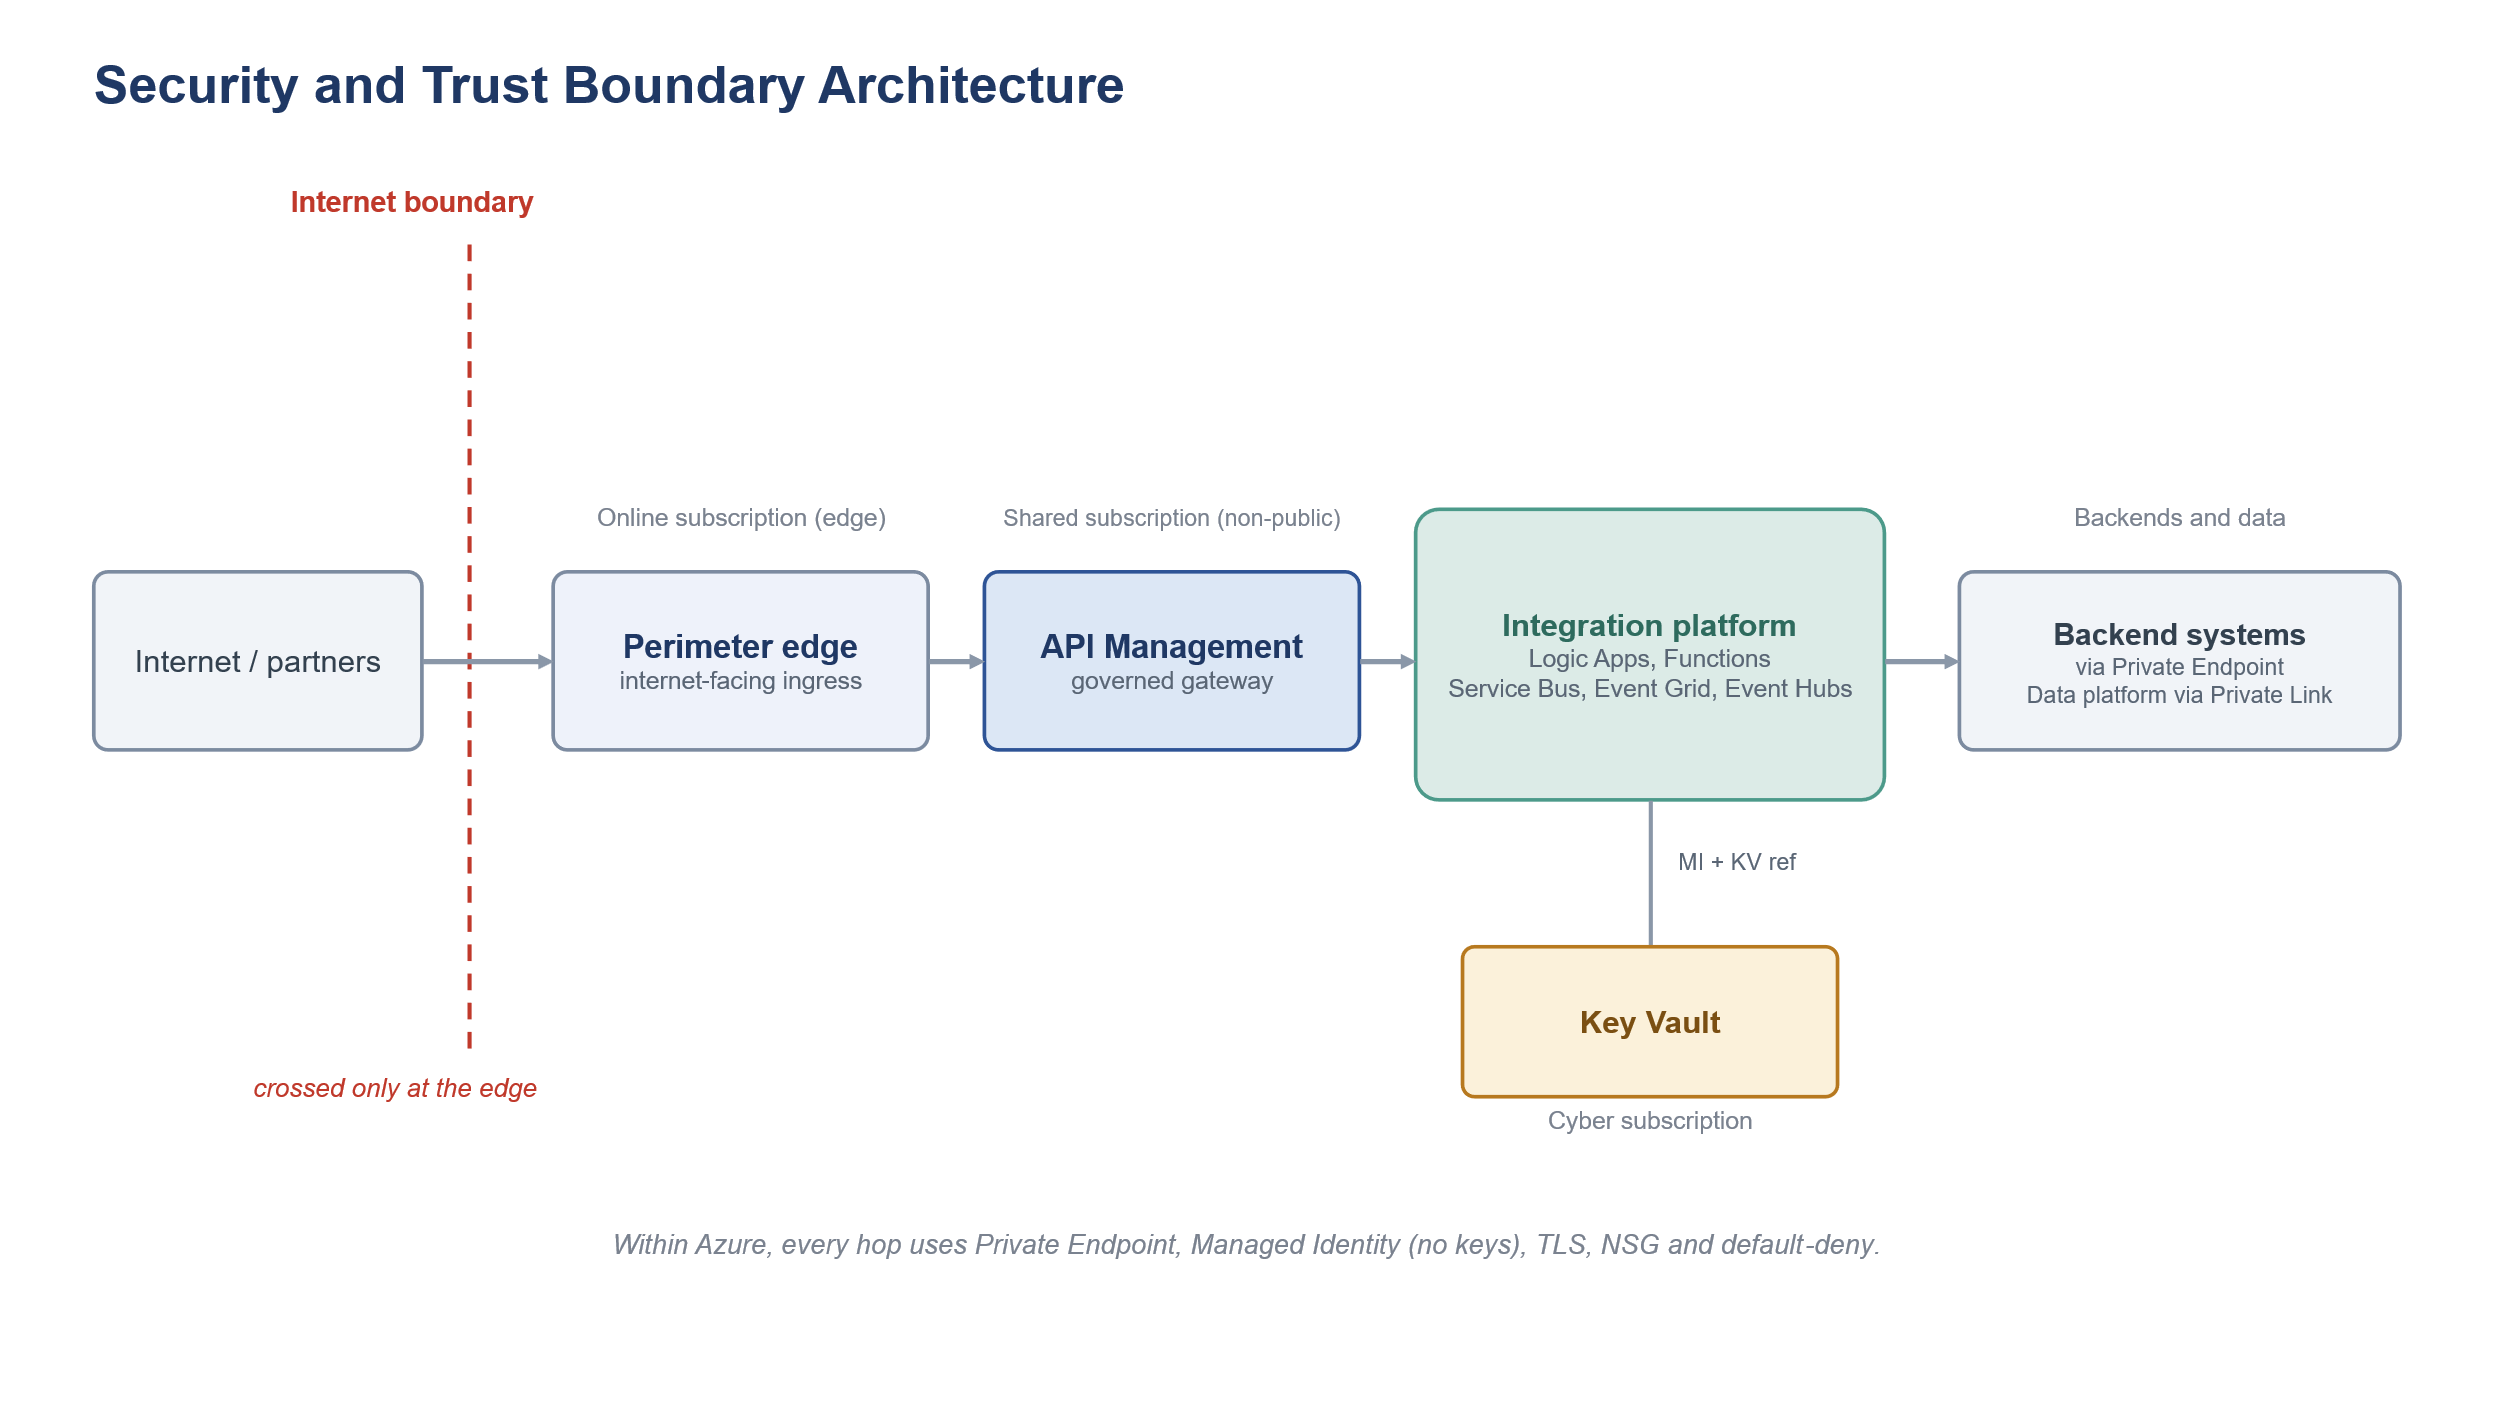 Security and Trust Boundary Architecture
Internet boundary
Online subscription (edge)
Shared subscription (non-public)
Backends and data
Internet / partners
Perimeter edge
internet-facing ingress
API Management
governed gateway
Integration platform
Logic Apps, Functions
Service Bus, Event Grid, Event Hubs
Backend systems
via Private Endpoint
Data platform via Private Link
MI + KV ref
Key Vault
Cyber subscription
crossed only at the edge
Within Azure, every hop uses Private Endpoint, Managed Identity (no keys), TLS, NSG and default-deny.